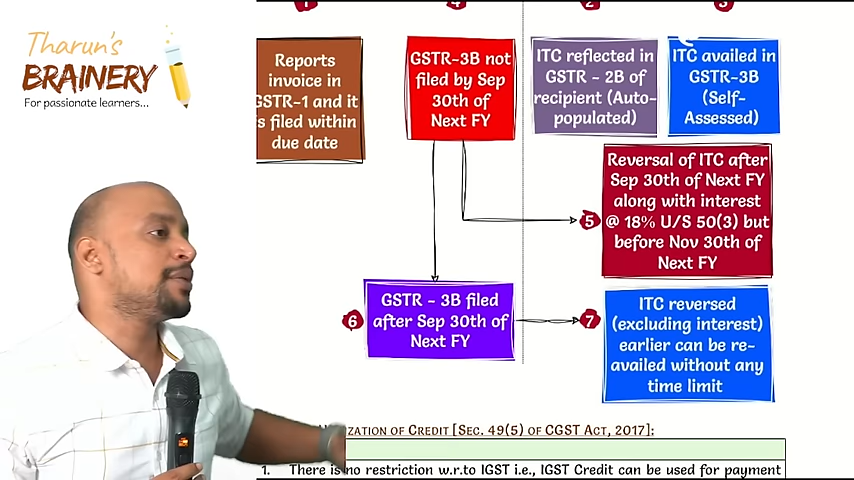 Tharun's
BRAINERY
For passionate learners...
Reports
invoice in
GSTR-1 and it
s filed within
due date
4
GSTR-3B not
filed by Sep
30th of
Next FY
2
ITC reflected in
GSTR - 2B of
recipient (Auto-
populated)
3
ITC availed in
GSTR-3B
(Self-
Assessed)
5
Reversal of ITC after
Sep 30th of Next FY
along with interest
@ 18% U/S 50(3) but
before Nov 30th of
Next FY
6
GSTR - 3B filed
after Sep 30th of
Next FY
7
ITC reversed
(excluding interest)
earlier can be re-
availed without any
time limit
IZATION OF CREDIT [SEC. 49(5) OF CGST ACT, 2017]:
1. There is no restriction w.r.to IGST i.e., IGST Credit can be used for payment